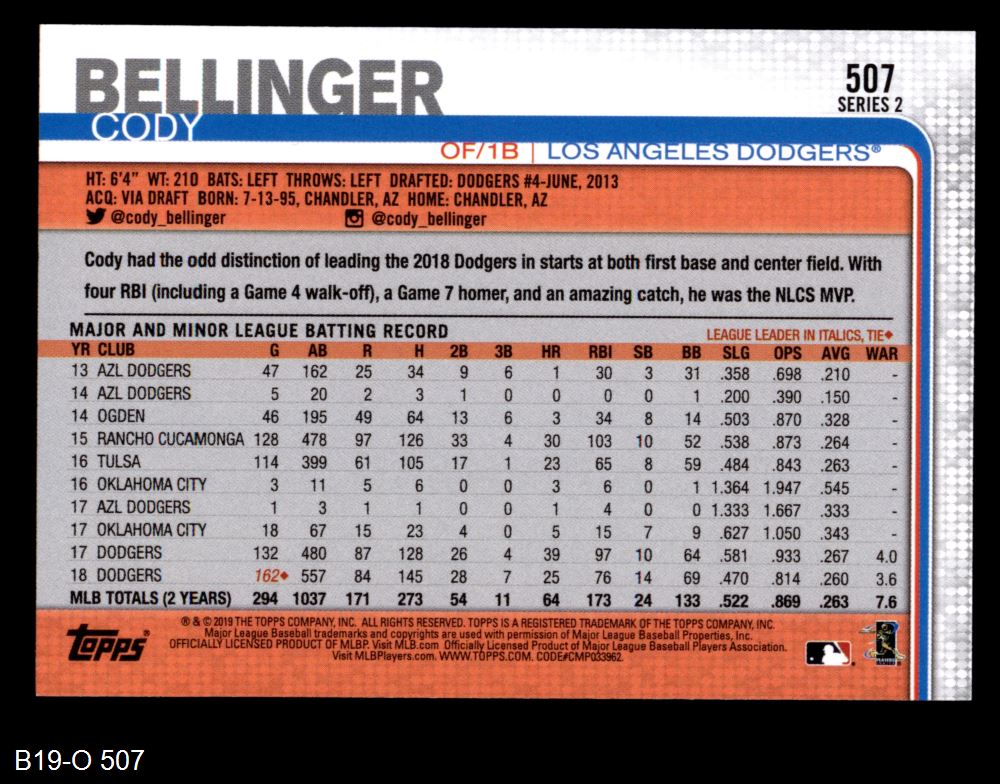 BELLINGER
CODY
507
SERIES 2
OF/1B | LOS ANGELES DODGERS®
HT: 6'4" WT: 210 BATS: LEFT THROWS: LEFT DRAFTED: DODGERS #4-JUNE, 2013
ACQ: VIA DRAFT BORN: 7-13-95, CHANDLER, AZ HOME: CHANDLER, AZ
@cody_bellinger @cody_bellinger
Cody had the odd distinction of leading the 2018 Dodgers in starts at both first base and center field. With
four RBI (including a Game 4 walk-off), a Game 7 homer, and an amazing catch, he was the NLCS MVP.
MAJOR AND MINOR LEAGUE BATTING RECORD LEAGUE LEADER IN ITALICS, TIE◆
YR CLUB G AB R H 2B 3B HR RBI SB BB SLG OPS AVG WAR
13 AZL DODGERS 47 162 25 34 9 6 1 30 3 31 .358 .698 .210 -
14 AZL DODGERS 5 20 2 3 1 0 0 0 0 1 .200 .390 .150 -
14 OGDEN 46 195 49 64 13 6 3 34 8 14 .503 .870 .328 -
15 RANCHO CUCAMONGA 128 478 97 126 33 4 30 103 10 52 .538 .873 .264 -
16 TULSA 114 399 61 105 17 1 23 65 8 59 .484 .843 .263 -
16 OKLAHOMA CITY 3 11 5 6 0 0 3 6 0 1 1.364 1.947 .545 -
17 AZL DODGERS 1 3 1 1 0 0 1 4 0 0 1.333 1.667 .333 -
17 OKLAHOMA CITY 18 67 15 23 4 0 5 15 7 9 .627 1.050 .343 -
17 DODGERS 132 480 87 128 26 4 39 97 10 64 .581 .933 .267 4.0
18 DODGERS 162◆ 557 84 145 28 7 25 76 14 69 .470 .814 .260 3.6
MLB TOTALS (2 YEARS) 294 1037 171 273 54 11 64 173 24 133 .522 .869 .263 7.6
topps®
® & © 2019 THE TOPPS COMPANY, INC. ALL RIGHTS RESERVED. TOPPS IS A REGISTERED TRADEMARK OF THE TOPPS COMPANY, INC.
Major League Baseball trademarks and copyrights are used with permission of Major League Baseball Properties, Inc.
OFFICIALLY LICENSED PRODUCT OF MLBP. Visit MLB.com Officially Licensed Product of Major League Baseball Players Association.
Visit MLBPlayers.com. WWW.TOPPS.COM. CODE#CMP033962.
B19-O 507